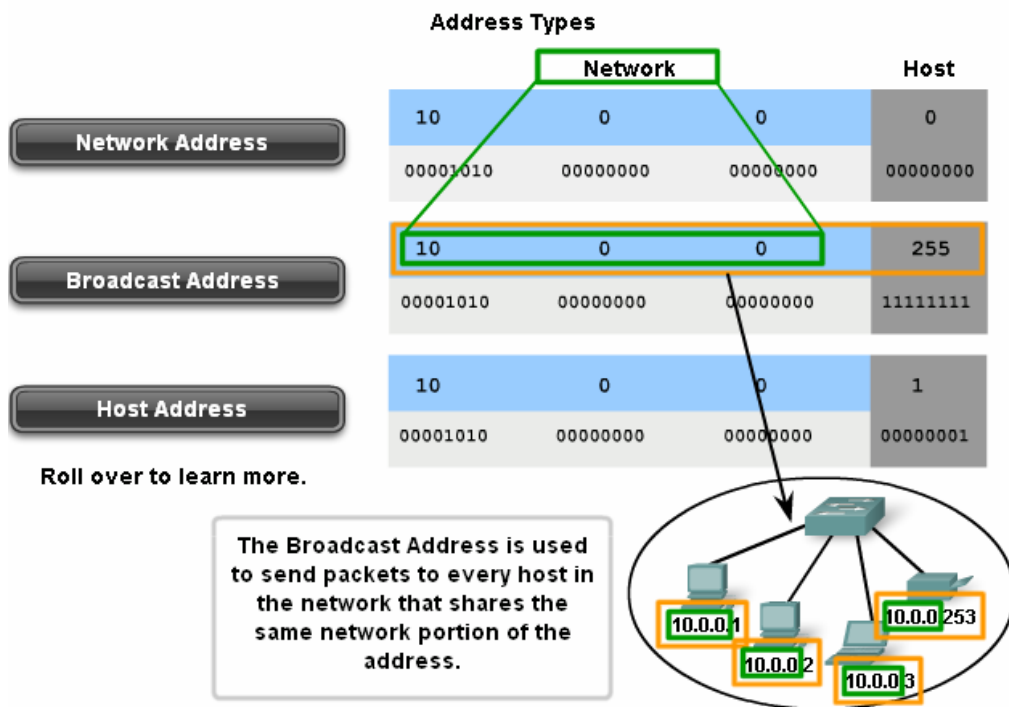 Address Types
Network Host
Network Address
10 0 0 0
00001010 00000000 00000000 00000000
Broadcast Address
10 0 0 255
00001010 00000000 00000000 11111111
Host Address
10 0 0 1
00001010 00000000 00000000 00000001
Roll over to learn more.
The Broadcast Address is used
to send packets to every host in
the network that shares the
same network portion of the
address.
10.0.0.1
10.0.0.2
10.0.0.3
10.0.0.253